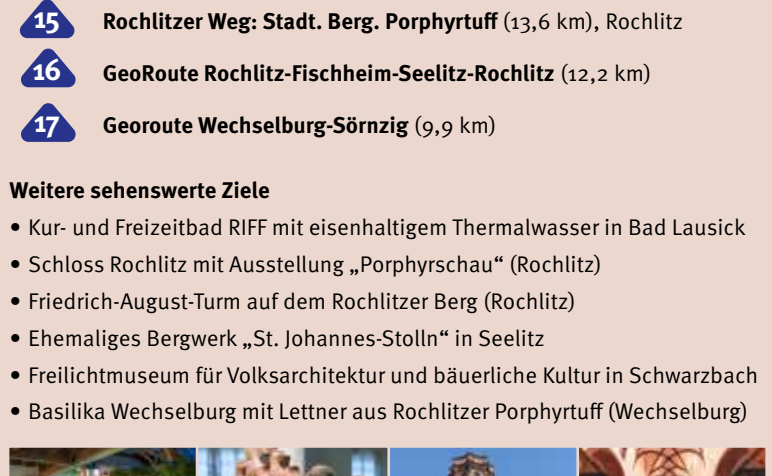 15 Rochlitzer Weg: Stadt. Berg. Porphyrtuff (13,6 km), Rochlitz
16 GeoRoute Rochlitz-Fischheim-Seelitz-Rochlitz (12,2 km)
17 Georoute Wechselburg-Sörnzig (9,9 km)
Weitere sehenswerte Ziele
• Kur- und Freizeitbad RIFF mit eisenhaltigem Thermalwasser in Bad Lausick
• Schloss Rochlitz mit Ausstellung „Porphyrschau“ (Rochlitz)
• Friedrich-August-Turm auf dem Rochlitzer Berg (Rochlitz)
• Ehemaliges Bergwerk „St. Johannes-Stolln“ in Seelitz
• Freilichtmuseum für Volksarchitektur und bäuerliche Kultur in Schwarzbach
• Basilika Wechselburg mit Lettner aus Rochlitzer Porphyrtuff (Wechselburg)